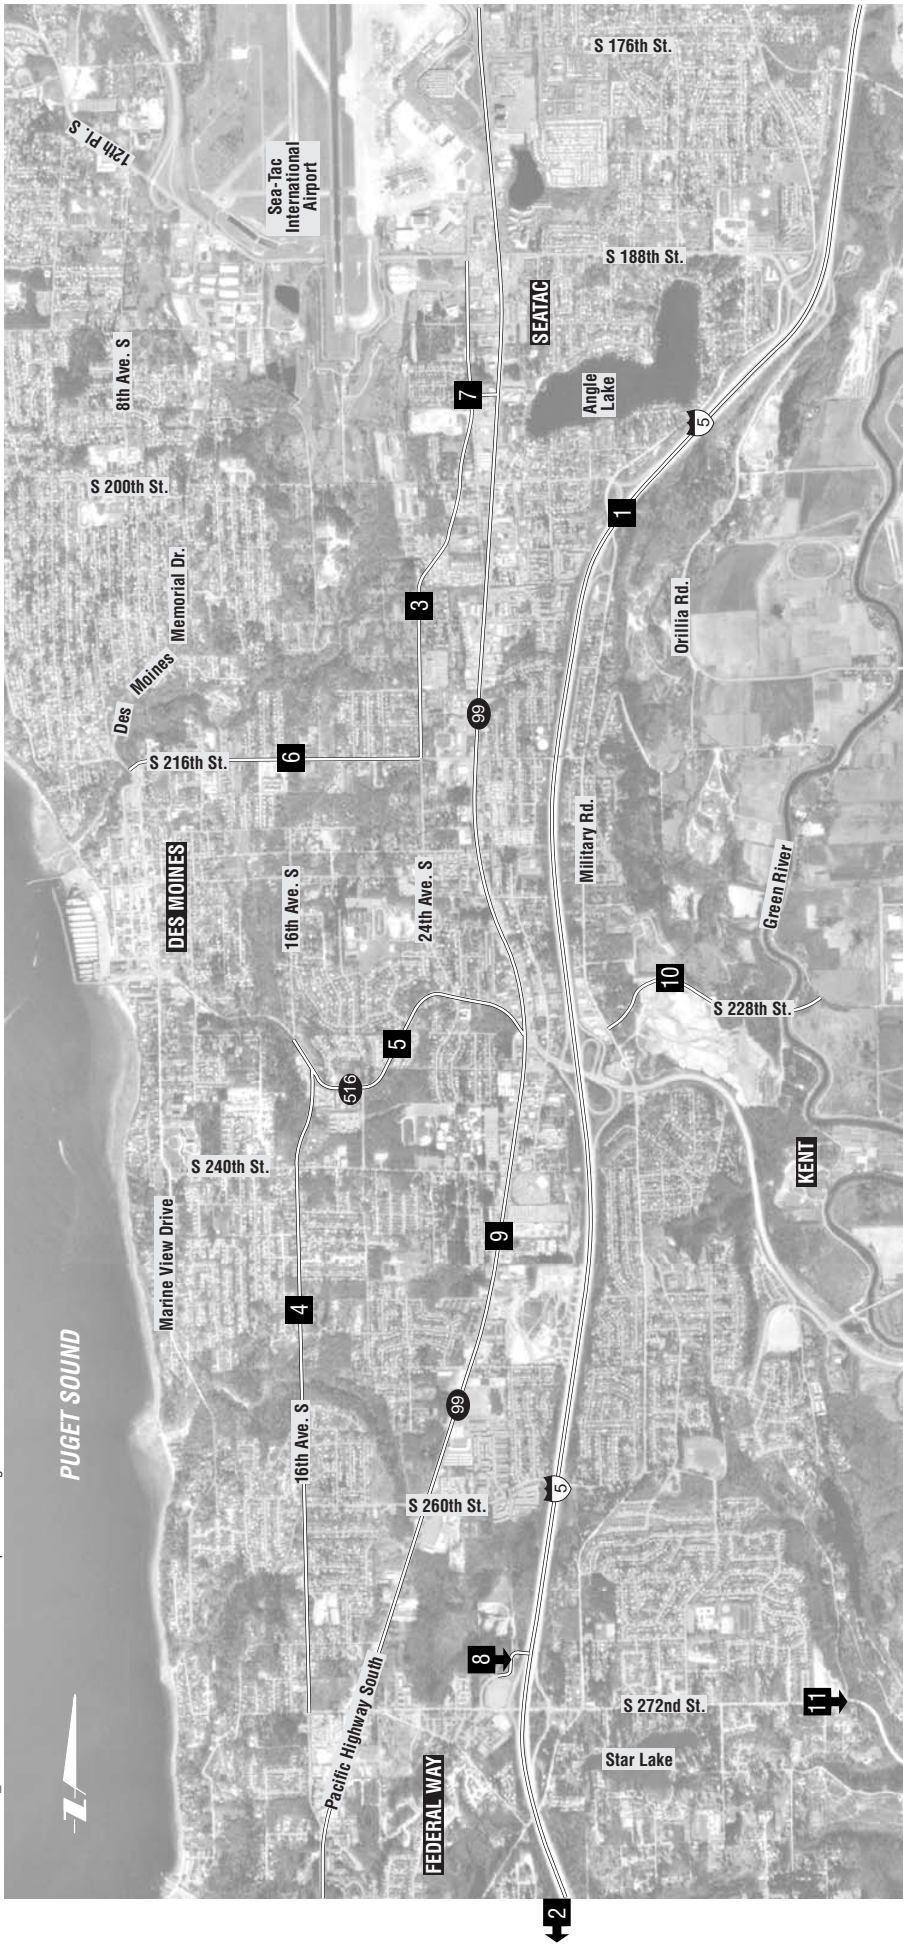 S 176th St.
12th Pl. S
Sea-Tac
International
Airport
S 188th St.
SEATAC
8th Ave. S
7
Angle
Lake
5
S 200th St.
1
Des Moines Memorial Dr.
3
Orillia Rd.
99
S 216th St.
6
Military Rd.
DES MOINES
16th Ave. S
24th Ave. S
Green River
10
S 228th St.
5
516
S 240th St.
KENT
Marine View Drive
9
4
PUGET SOUND
99
16th Ave. S
5
S 260th St.
8
Pacific Highway South
S 272nd St.
11
Star Lake
FEDERAL WAY
2